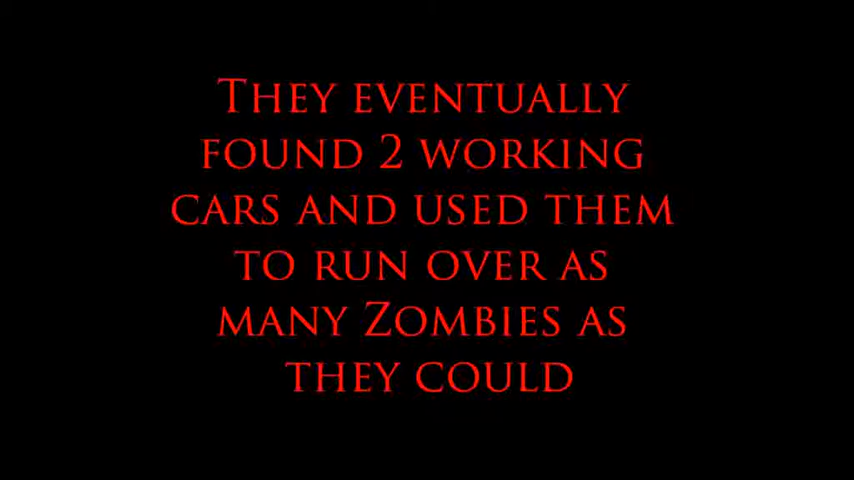 They eventually
found 2 working
cars and used them
to run over as
many Zombies as
they could